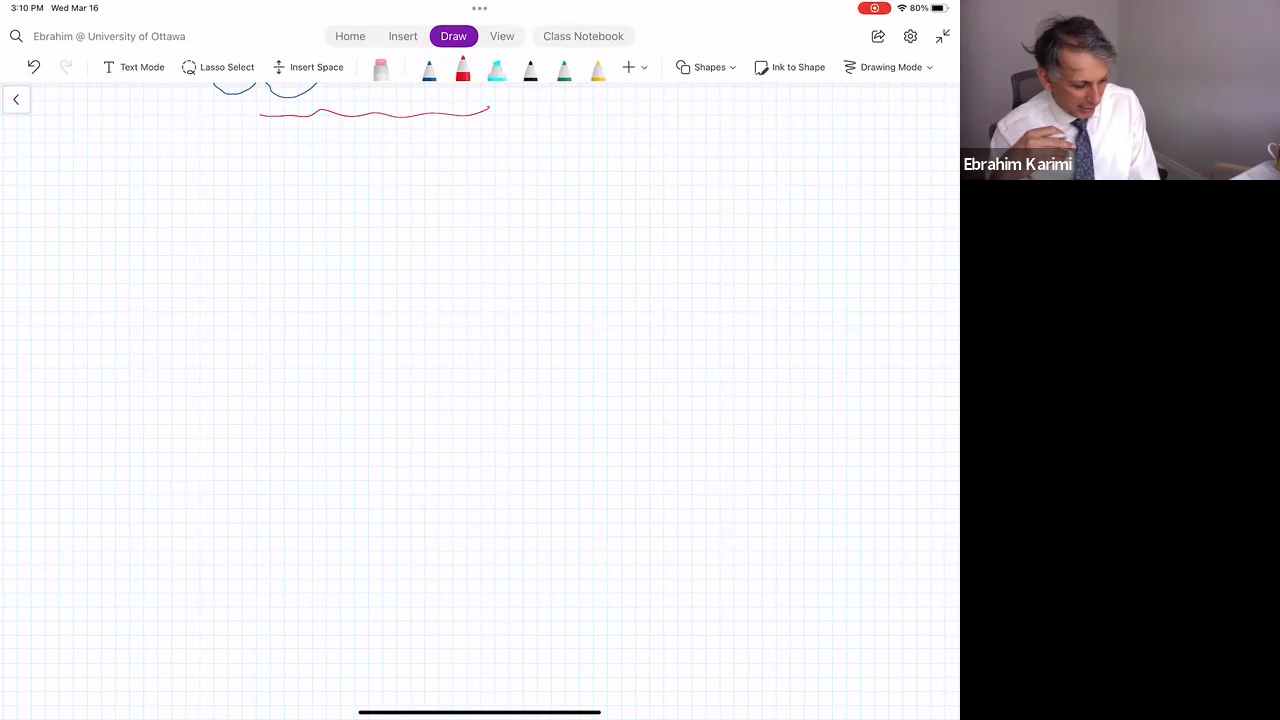 3:10 PM Wed Mar 16
80%
Ebrahim @ University of Ottawa
Home Insert Draw View Class Notebook
Text Mode Lasso Select Insert Space Shapes Ink to Shape Drawing Mode
Ebrahim Karimi